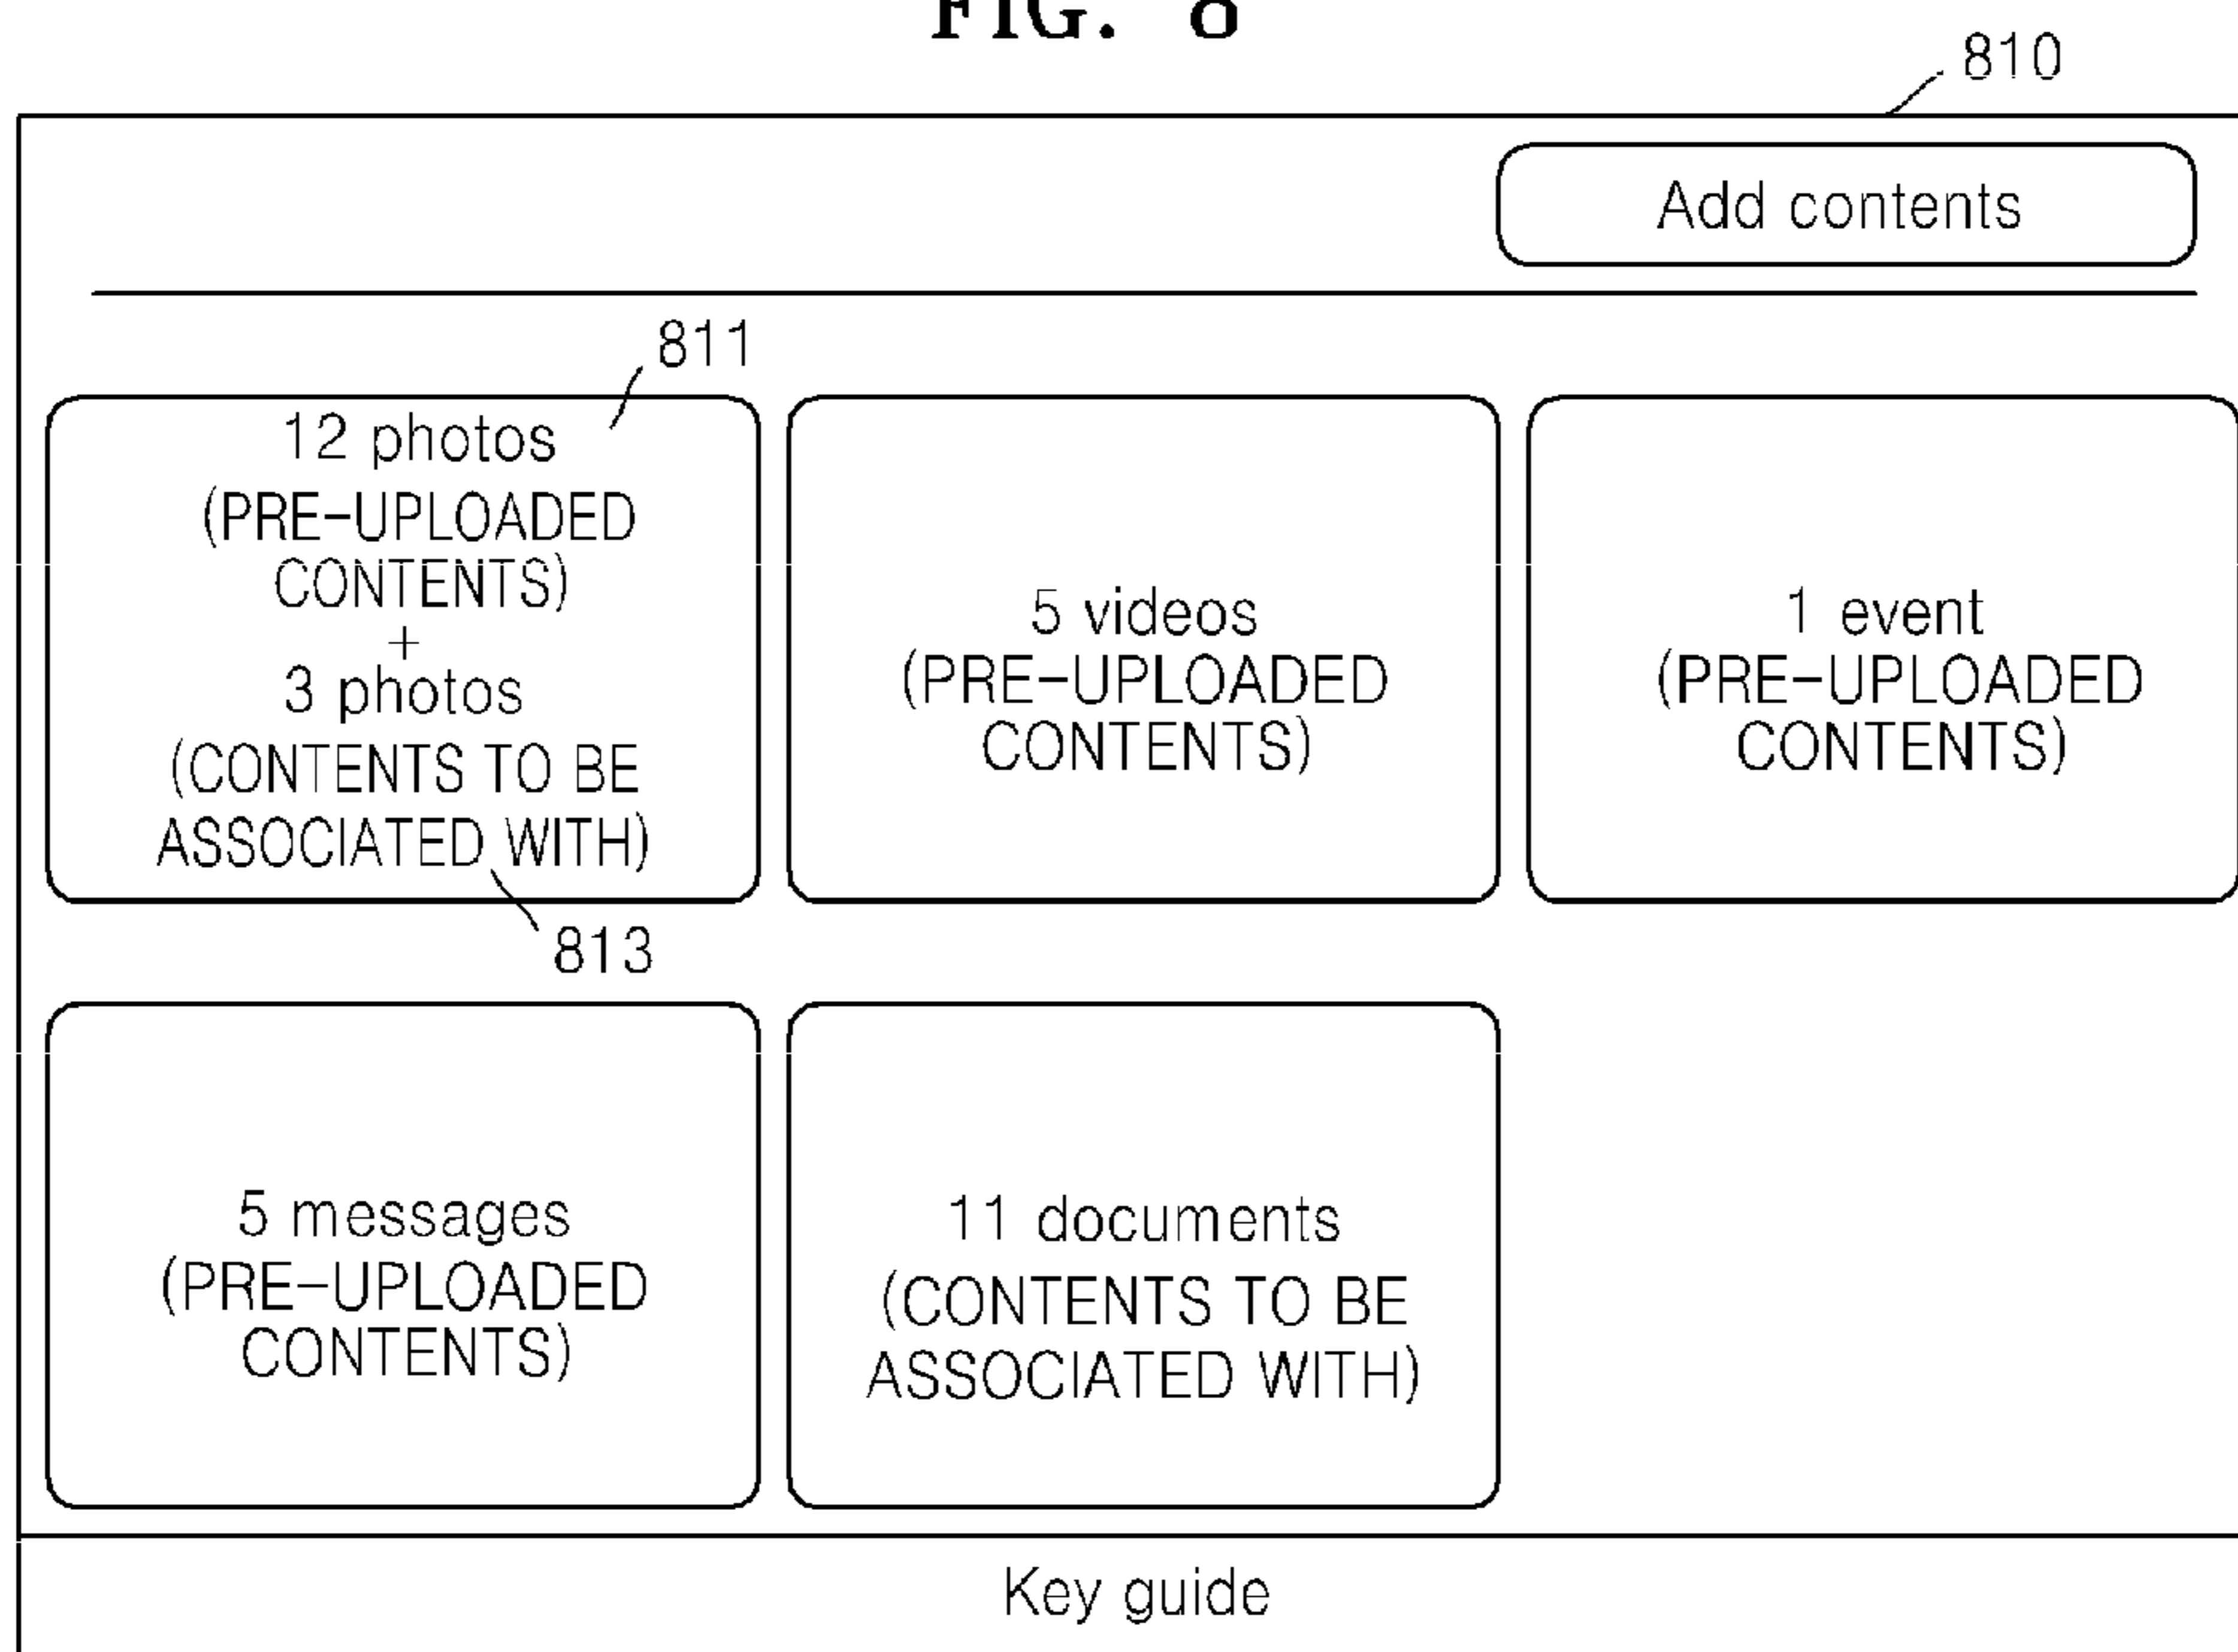 FIG. 8
810
Add contents
811
12 photos
(PRE-UPLOADED
CONTENTS)
+
3 photos
(CONTENTS TO BE
ASSOCIATED WITH)
813
5 videos
(PRE-UPLOADED
CONTENTS)
1 event
(PRE-UPLOADED
CONTENTS)
5 messages
(PRE-UPLOADED
CONTENTS)
11 documents
(CONTENTS TO BE
ASSOCIATED WITH)
Key guide